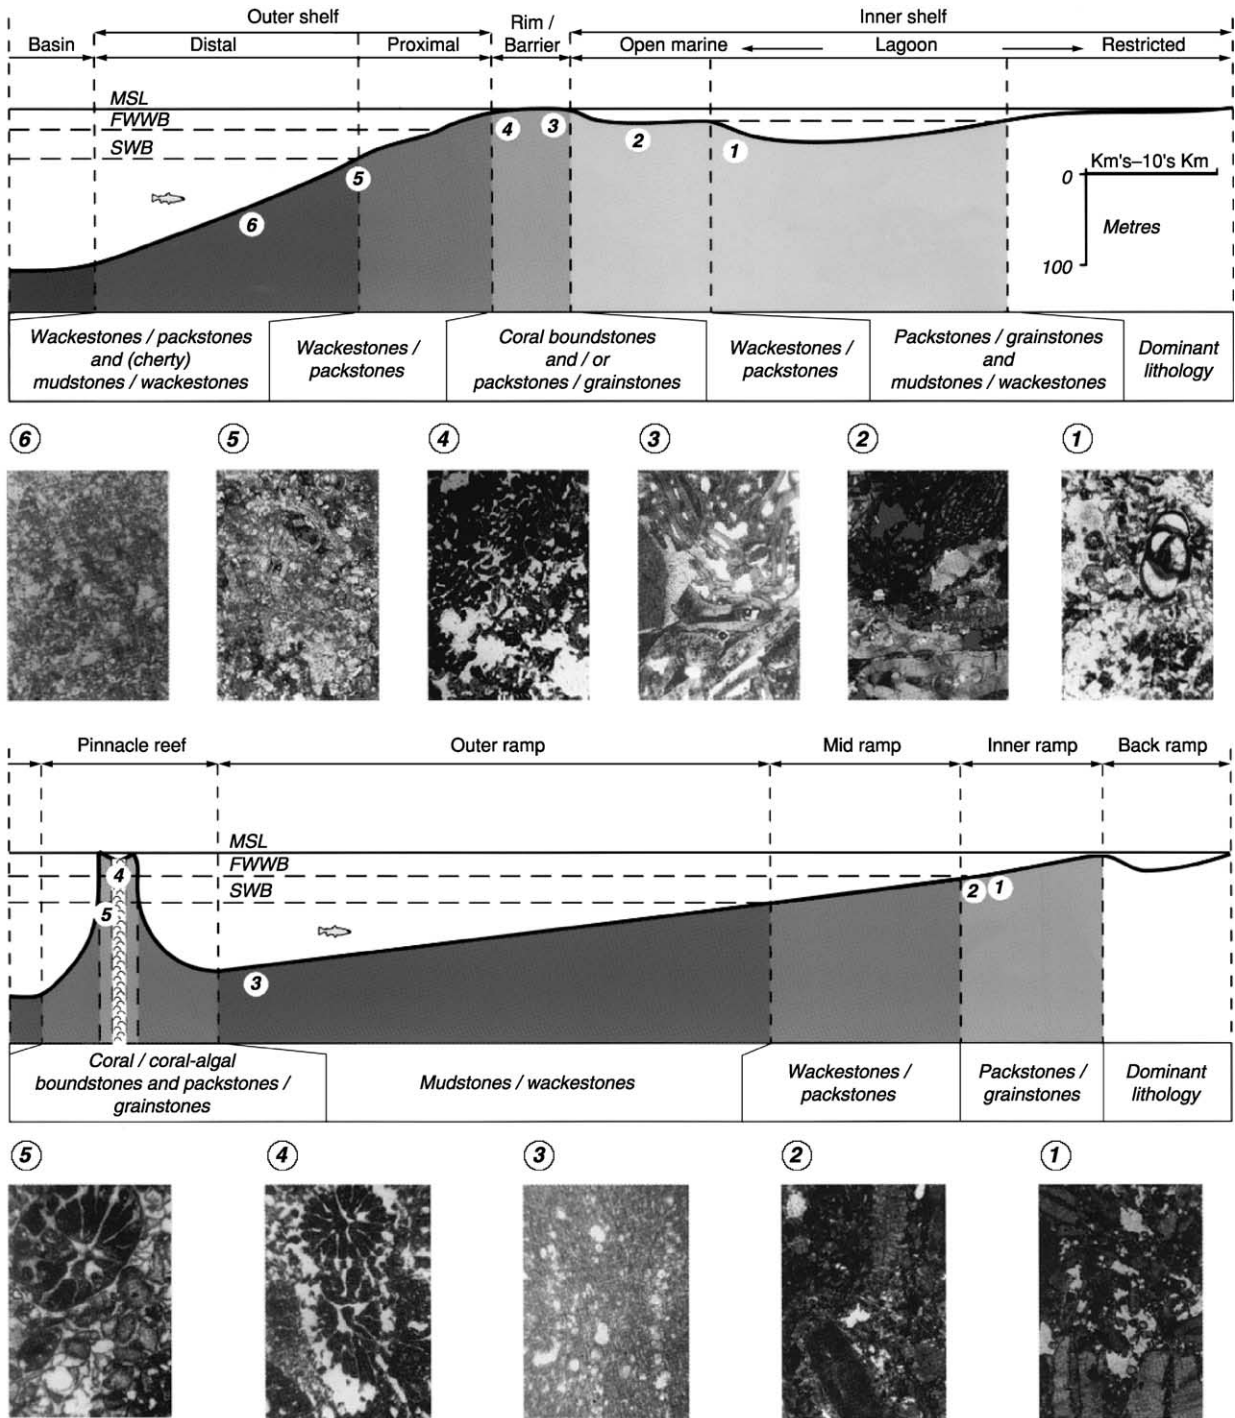 Outer shelf
Rim /
Barrier
Inner shelf
Basin
Distal
Proximal
Open marine
Lagoon
Restricted
MSL
FWWB
SWB
4
3
2
1
5
6
Km's–10's Km
0
Metres
100
Wackestones / packstones
and (cherty)
mudstones / wackestones
Wackestones /
packstones
Coral boundstones
and / or
packstones / grainstones
Wackestones /
packstones
Packstones / grainstones
and
mudstones / wackestones
Dominant
lithology
6
5
4
3
2
1
Pinnacle reef
Outer ramp
Mid ramp
Inner ramp
Back ramp
MSL
FWWB
SWB
4
5
3
2
1
Coral / coral-algal
boundstones and packstones /
grainstones
Mudstones / wackestones
Wackestones /
packstones
Packstones /
grainstones
Dominant
lithology
5
4
3
2
1